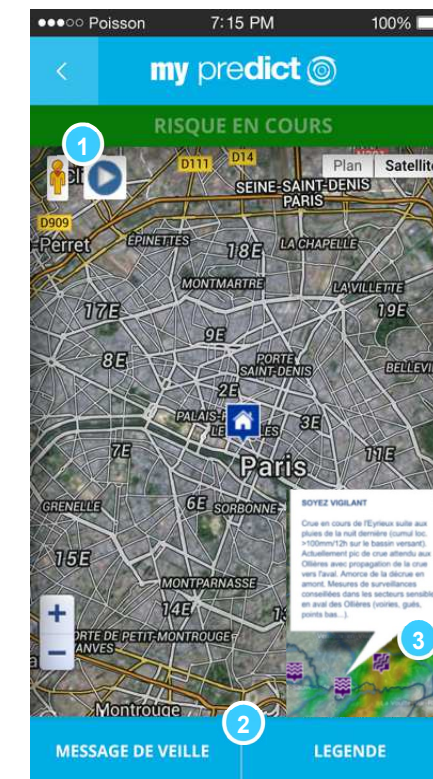 ●●●○○ Poisson 7:15 PM 100%
my predict
RISQUE EN COURS
1
D111 D14
Plan Satellite
SEINE-SAINT-DENIS
PARIS
D909
-Perret
ÉPINETTES
18E
LA CHAPELLE
MONTMARTRE
LA VILLETTE
17E
19E
9E
8E
PORTE
SAINT-DENIS
BELLEVI
2E
PALAIS-
LE
ES
3E
7E
Paris
11E
GRENELLE
6E SORBONNE
SOYEZ VIGILANT
Crue en cours de l'Eyrieux suite aux
pluies de la nuit dernière (cumul loc.
>100mm/12h sur le bassin versant).
Actuellement pic de crue attendu aux
Ollières avec propagation de la crue
vers l'aval. Amorce de la décrue en
amont. Mesures de surveillances
conseillées dans les secteurs sensible
en aval des Ollières (voiries, gués,
points bas...).
15E
MONTPARNASSE
14E
+
−
PORTE DE PETIT-MONTROUGE
VANVES
3
Montrouge
2
MESSAGE DE VEILLE LEGENDE